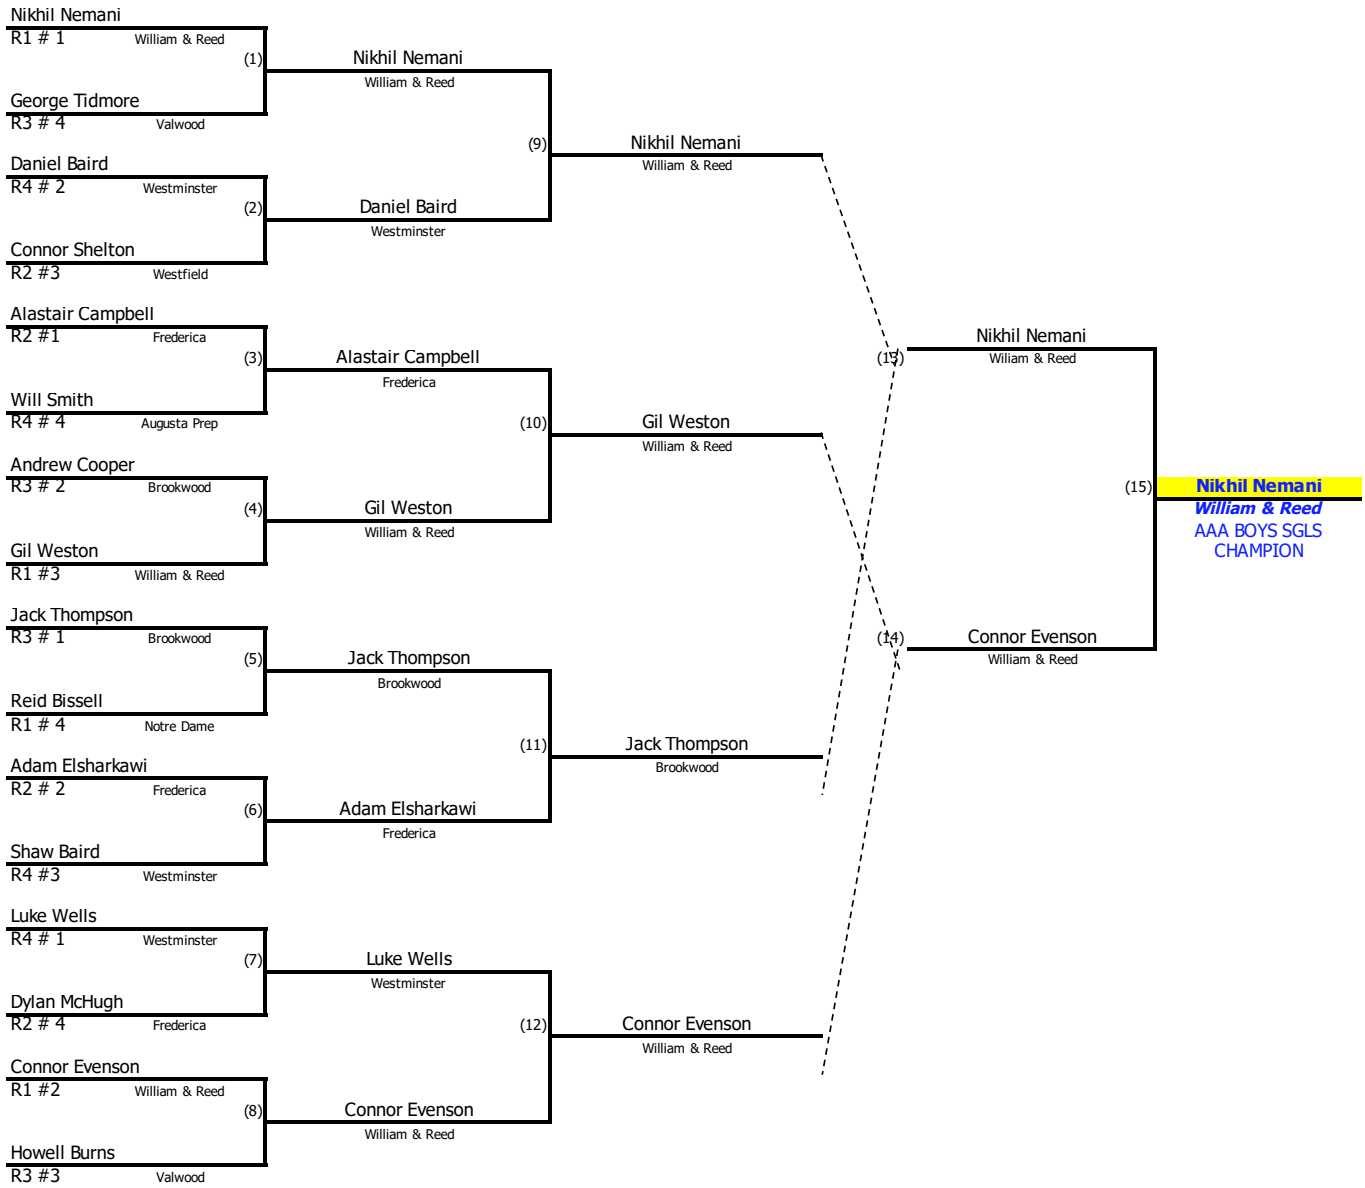 Nikhil Nemani
R1 # 1 William & Reed
(1)
George Tidmore
R3 # 4 Valwood
Daniel Baird
R4 # 2 Westminster
(2)
Connor Shelton
R2 #3 Westfield
Alastair Campbell
R2 #1 Frederica
(3)
Will Smith
R4 # 4 Augusta Prep
Andrew Cooper
R3 # 2 Brookwood
(4)
Gil Weston
R1 #3 William & Reed
Jack Thompson
R3 # 1 Brookwood
(5)
Reid Bissell
R1 # 4 Notre Dame
Adam Elsharkawi
R2 # 2 Frederica
(6)
Shaw Baird
R4 #3 Westminster
Luke Wells
R4 # 1 Westminster
(7)
Dylan McHugh
R2 # 4 Frederica
Connor Evenson
R1 #2 William & Reed
(8)
Howell Burns
R3 #3 Valwood
Nikhil Nemani
William & Reed
(9)
Daniel Baird
Westminster
Alastair Campbell
Frederica
(10)
Gil Weston
William & Reed
Jack Thompson
Brookwood
(11)
Adam Elsharkawi
Frederica
Luke Wells
Westminster
(12)
Connor Evenson
William & Reed
Nikhil Nemani
William & Reed
Gil Weston
William & Reed
Jack Thompson
Brookwood
Connor Evenson
William & Reed
(13)
Nikhil Nemani
Wiliam & Reed
(14)
Connor Evenson
William & Reed
(15)
Nikhil Nemani
William & Reed
AAA BOYS SGLS
CHAMPION